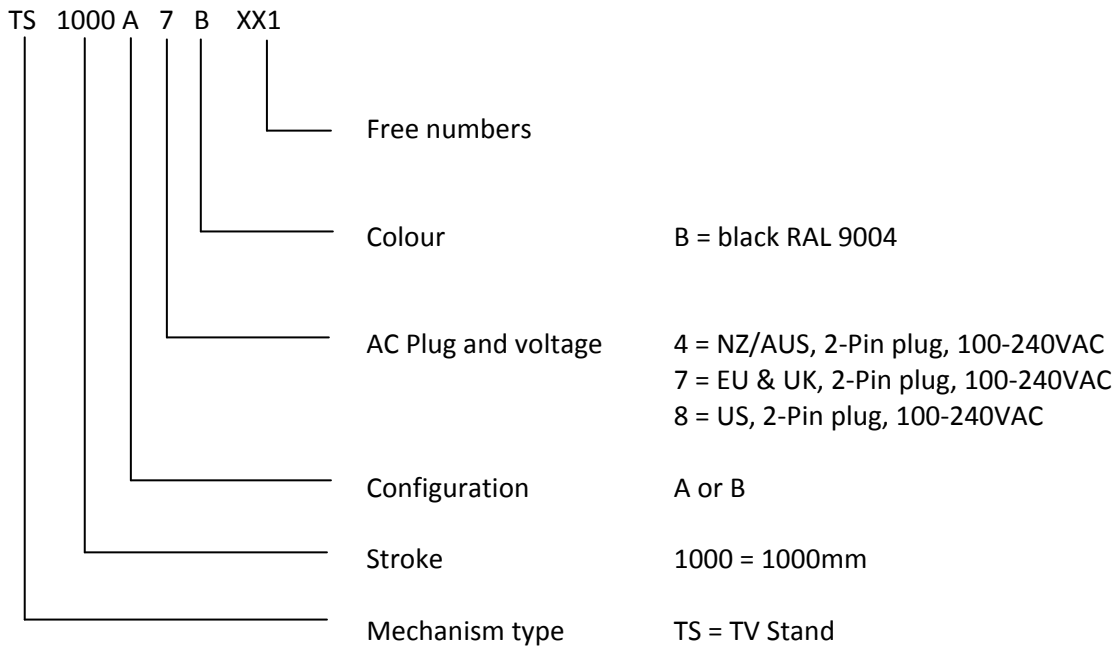 TS 1000 A 7 B XX1
Free numbers
Colour B = black RAL 9004
AC Plug and voltage 4 = NZ/AUS, 2-Pin plug, 100-240VAC
7 = EU & UK, 2-Pin plug, 100-240VAC
8 = US, 2-Pin plug, 100-240VAC
Configuration A or B
Stroke 1000 = 1000mm
Mechanism type TS = TV Stand